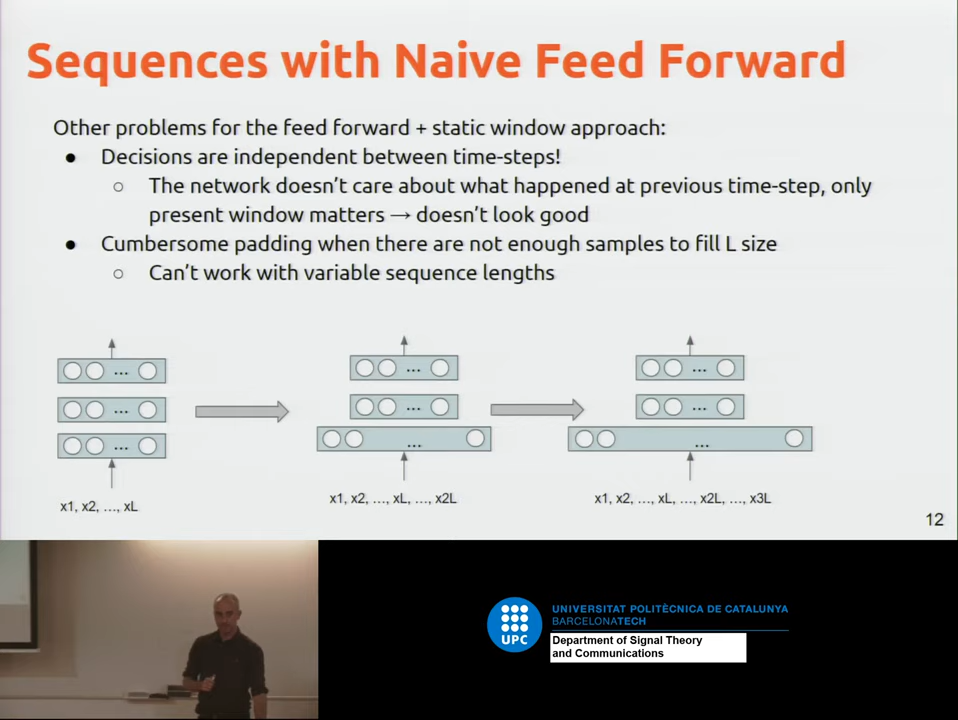 Sequences with Naive Feed Forward
Other problems for the feed forward + static window approach:
● Decisions are independent between time-steps!
○ The network doesn't care about what happened at previous time-step, only
present window matters → doesn't look good
● Cumbersome padding when there are not enough samples to fill L size
○ Can't work with variable sequence lengths
...
...
...
...
...
...
...
...
...
x1, x2, ..., xL
x1, x2, ..., xL, ..., x2L
x1, x2, ..., xL, ..., x2L, ..., x3L
12
UPC
UNIVERSITAT POLITÈCNICA DE CATALUNYA
BARCELONATECH
Department of Signal Theory
and Communications